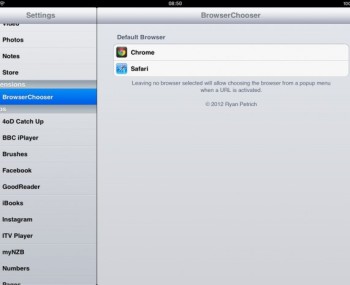 08:50
100
Settings
BrowserChooser
Video
Photos
Notes
Store
BrowserChooser
4oD Catch Up
BBC iPlayer
Brushes
Facebook
GoodReader
iBooks
Instagram
ITV Player
myNZB
Numbers
Pages
Default Browser
Chrome
Safari
Leaving no browser selected will allow choosing the browser from a popup menu
when a URL is activated.
© 2012 Ryan Petrich